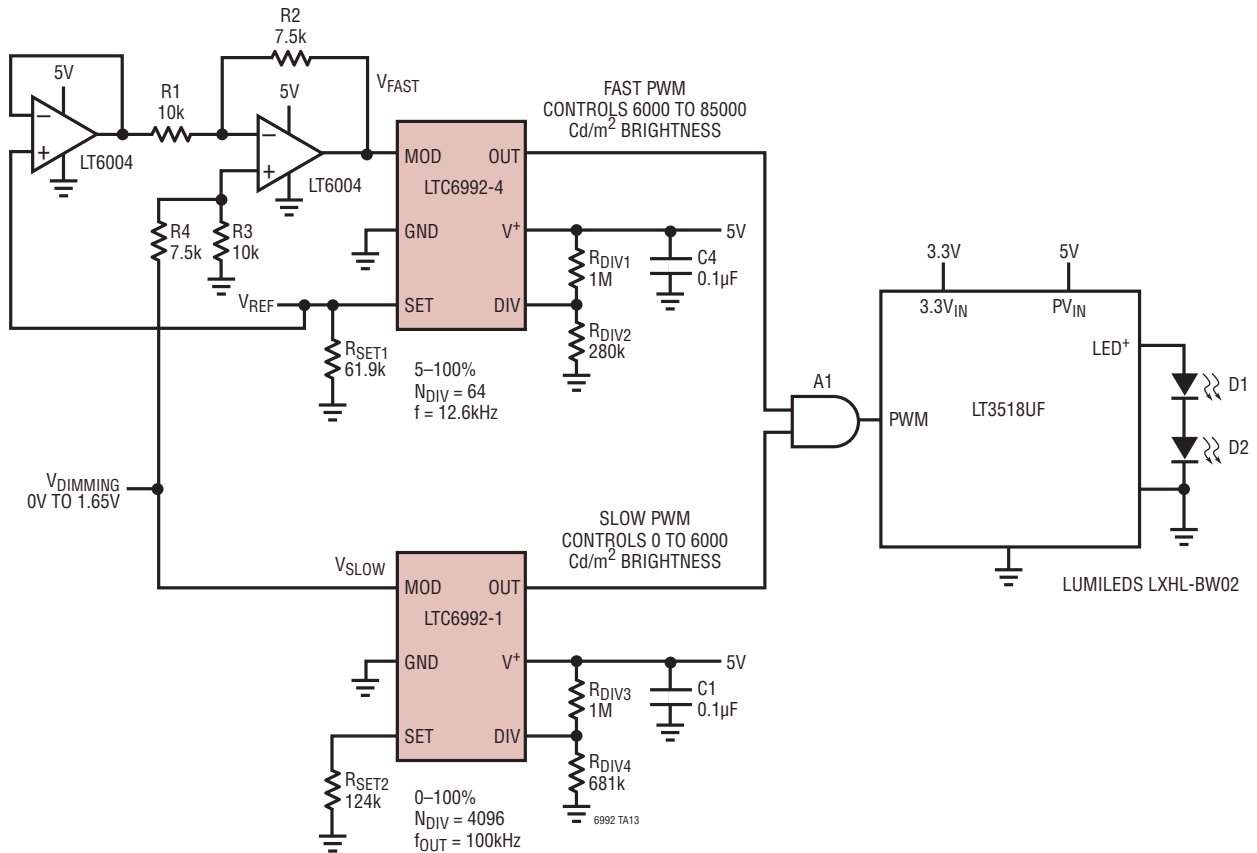 R2
7.5k
5V
R1
10k
5V
VFAST
−
+
LT6004
−
+
LT6004
FAST PWM
CONTROLS 6000 TO 85000
Cd/m2 BRIGHTNESS
MOD
OUT
LTC6992-4
GND
V+
SET
DIV
R4
7.5k
R3
10k
VREF
RSET1
61.9k
RDIV1
1M
C4
0.1µF
5V
RDIV2
280k
5–100%
NDIV = 64
f = 12.6kHz
A1
3.3V
5V
3.3VIN
PVIN
LED+
PWM
LT3518UF
D1
D2
LUMILEDS LXHL-BW02
VDIMMING
0V TO 1.65V
VSLOW
SLOW PWM
CONTROLS 0 TO 6000
Cd/m2 BRIGHTNESS
MOD
OUT
LTC6992-1
GND
V+
SET
DIV
RDIV3
1M
C1
0.1µF
5V
RDIV4
681k
RSET2
124k
0–100%
NDIV = 4096
fOUT = 100kHz
6992 TA13